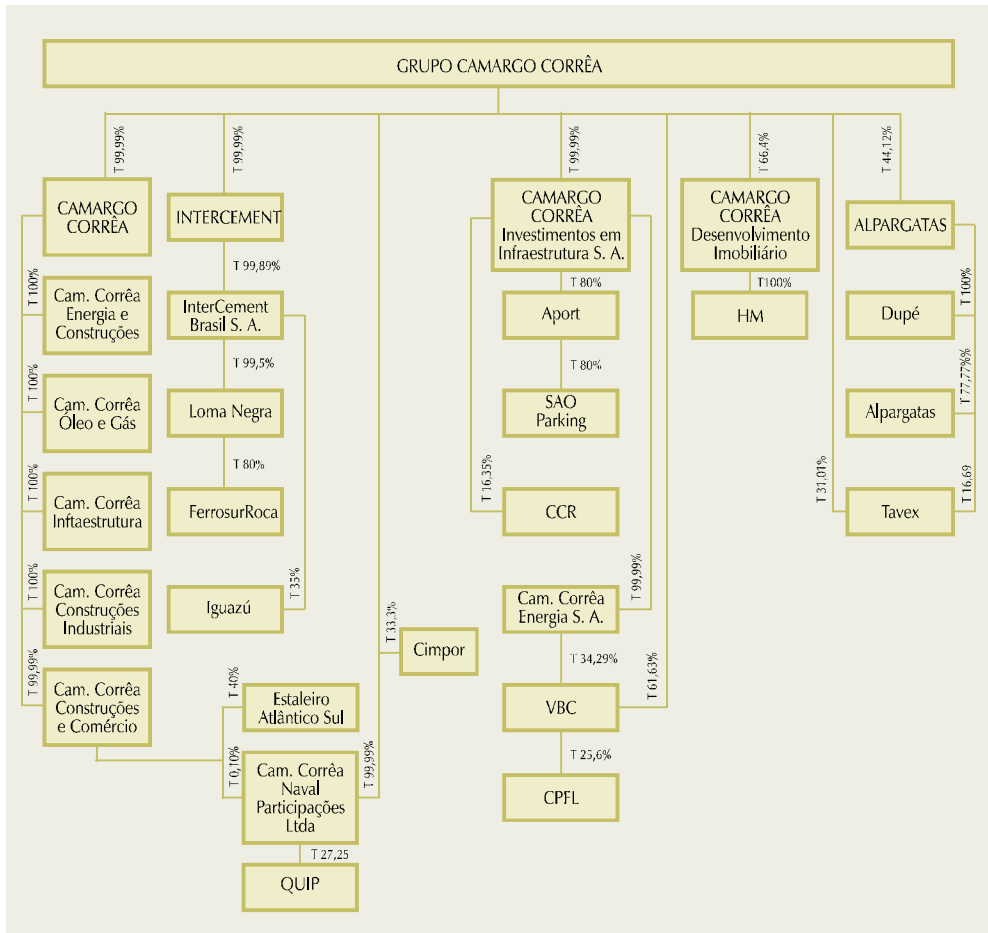 GRUPO CAMARGO CORRÊA
T 99,99%
T 99,99%
T 99,99%
T 66,4%
T 44,12%
CAMARGO
CORRÊA
INTERCEMENT
CAMARGO
CORRÊA
Investimentos em
Infraestrutura S. A.
CAMARGO
CORRÊA
Desenvolvimento
Imobiliário
ALPARGATAS
T 100%
Cam. Corrêa
Energia e
Construções
T 99,89%
InterCement
Brasil S. A.
T 80%
Aport
T100%
HM
T 100%
Dupé
T 100%
Cam. Corrêa
Óleo e Gás
T 99,5%
Loma Negra
T 80%
SAO
Parking
T 77,77%%
Alpargatas
T 100%
Cam. Corrêa
Inftaestrutura
T 80%
FerrosurRoca
T 16,35%
CCR
T 31,01%
T 16,69
Tavex
T 100%
Cam. Corrêa
Construções
Industriais
T 35%
Iguazú
T 33,3%
Cimpor
T 99,99%
Cam. Corrêa
Energia S. A.
T 99,99%
Cam. Corrêa
Construções
e Comércio
T 40%
Estaleiro
Atlântico Sul
T 34,29%
T 61,63%
VBC
T 0,10%
Cam. Corrêa
Naval
Participações
Ltda
T 99,99%
T 25,6%
CPFL
T 27,25
QUIP